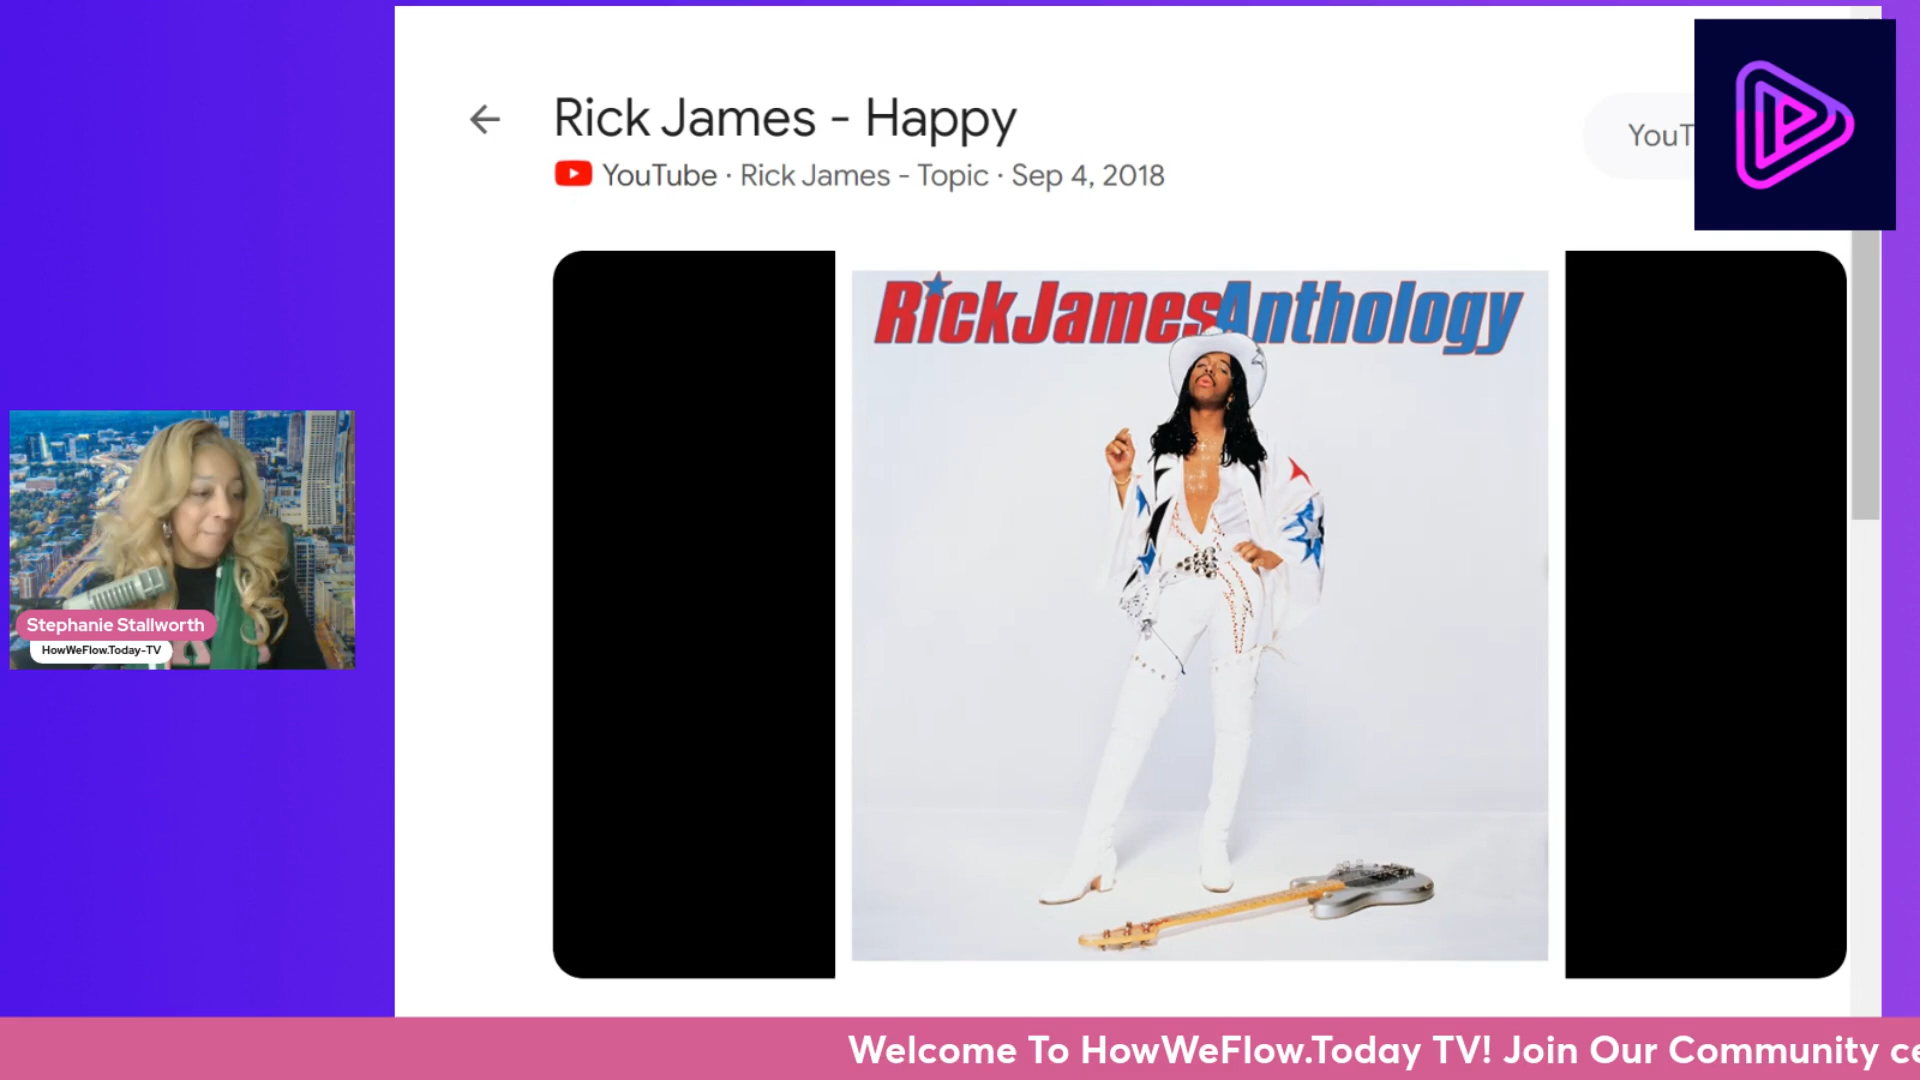 Rick James - Happy
YouTube · Rick James - Topic · Sep 4, 2018
YouT
RickJamesAnthology
Stephanie Stallworth
HowWeFlow.Today-TV
Welcome To HowWeFlow.Today TV! Join Our Community ce